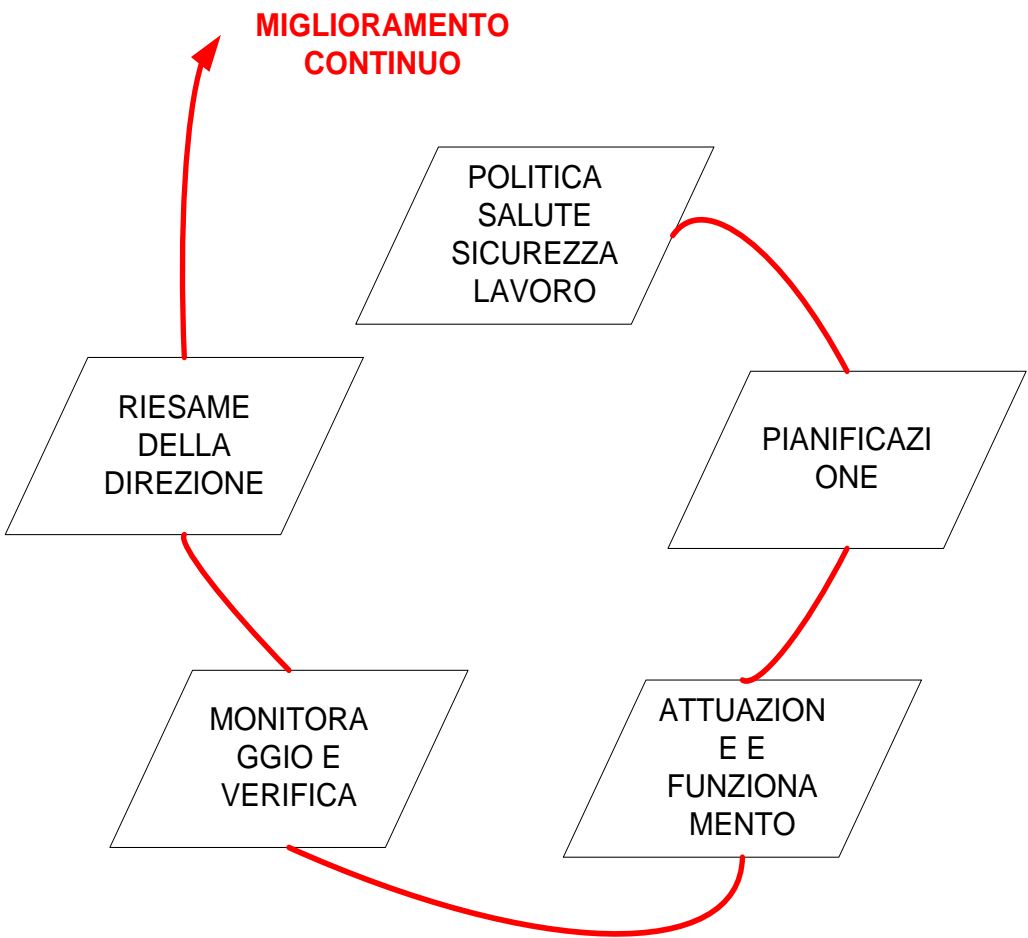 MIGLIORAMENTO
CONTINUO
POLITICA
SALUTE
SICUREZZA
LAVORO
PIANIFICAZI
ONE
ATTUAZION
E E
FUNZIONA
MENTO
MONITORA
GGIO E
VERIFICA
RIESAME
DELLA
DIREZIONE